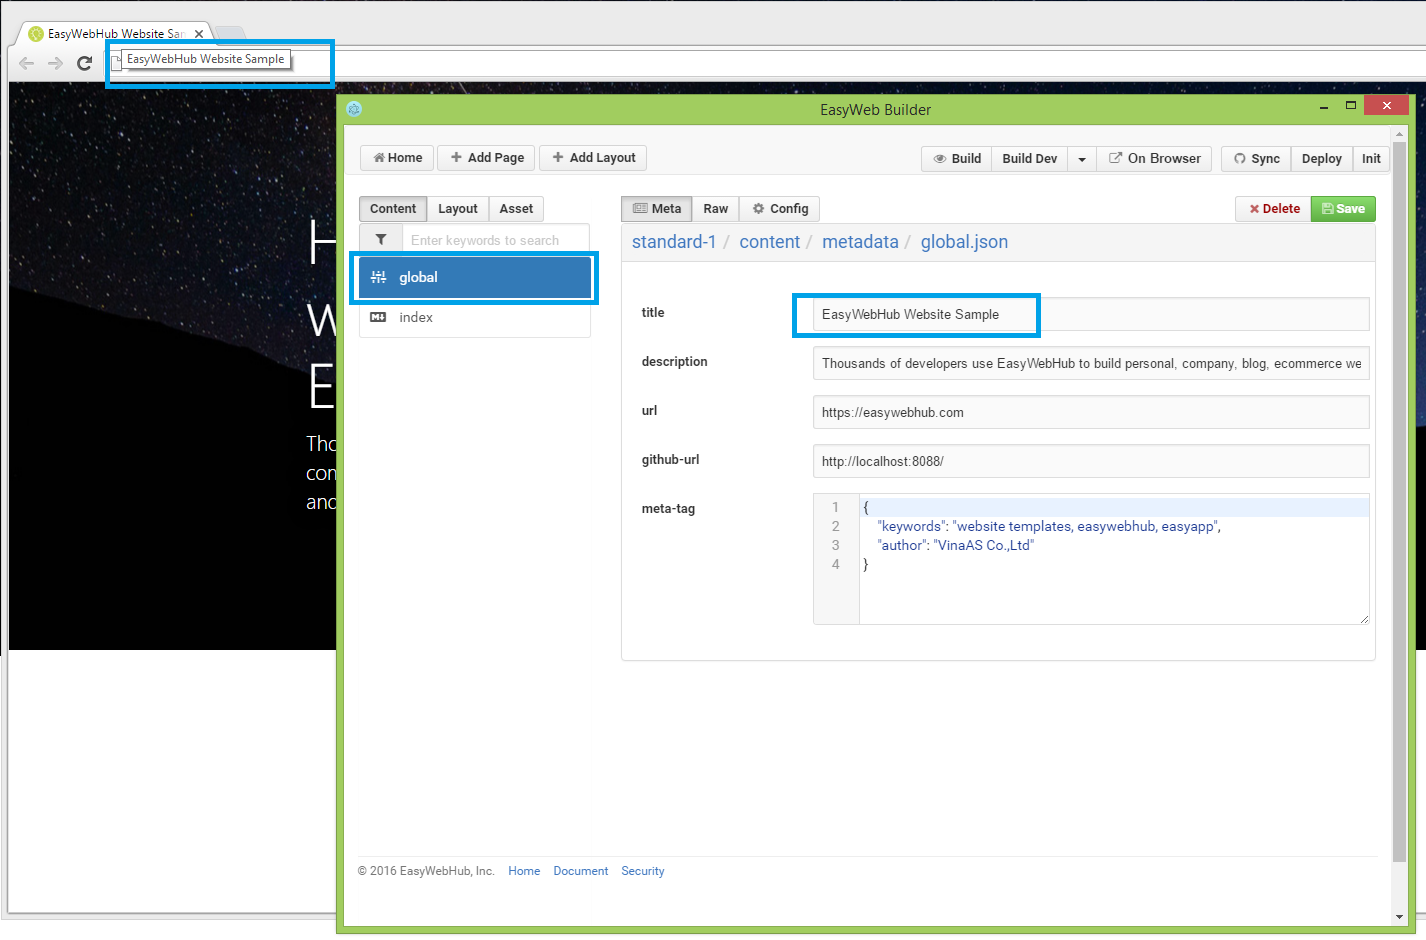 EasyWebHub Website San
EasyWebHub Website Sample
EasyWeb Builder
Home
Add Page
Add Layout
Build
Build Dev
On Browser
Sync
Deploy
Init
Content
Layout
Asset
Meta
Raw
Config
Delete
Save
Enter keywords to search
standard-1 / content / metadata / global.json
global
index
title
EasyWebHub Website Sample
description
Thousands of developers use EasyWebHub to build personal, company, blog, ecommerce we
url
https://easywebhub.com
github-url
http://localhost:8088/
meta-tag
1 {
2 "keywords": "website templates, easywebhub, easyapp",
3 "author": "VinaAS Co.,Ltd"
4 }
H
W
E
Tho
com
and
© 2016 EasyWebHub, Inc. Home Document Security